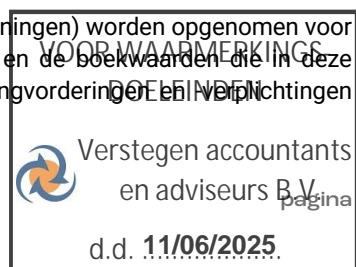 ningen) worden opgenomen voor
VOOR WAARMERKINGS-
en de boekwaarden die in deze
DOELEINDEN
ngvorderingen en verplichtingen
Verstegen accountants
en adviseurs B.V.
pagina
d.d. 11/06/2025